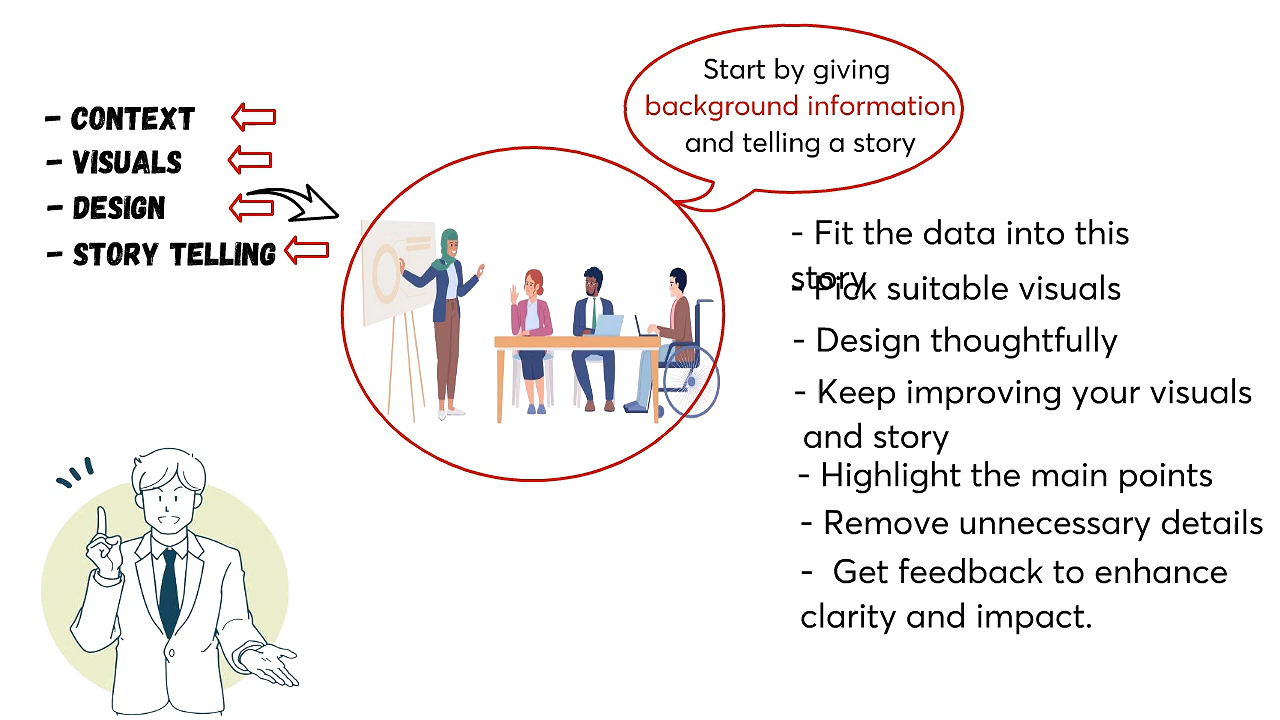 - CONTEXT
- VISUALS
- DESIGN
- STORY TELLING
Start by giving
background information
and telling a story
- Fit the data into this
story
- Pick suitable visuals
- Design thoughtfully
- Keep improving your visuals
and story
- Highlight the main points
- Remove unnecessary details
- Get feedback to enhance
clarity and impact.